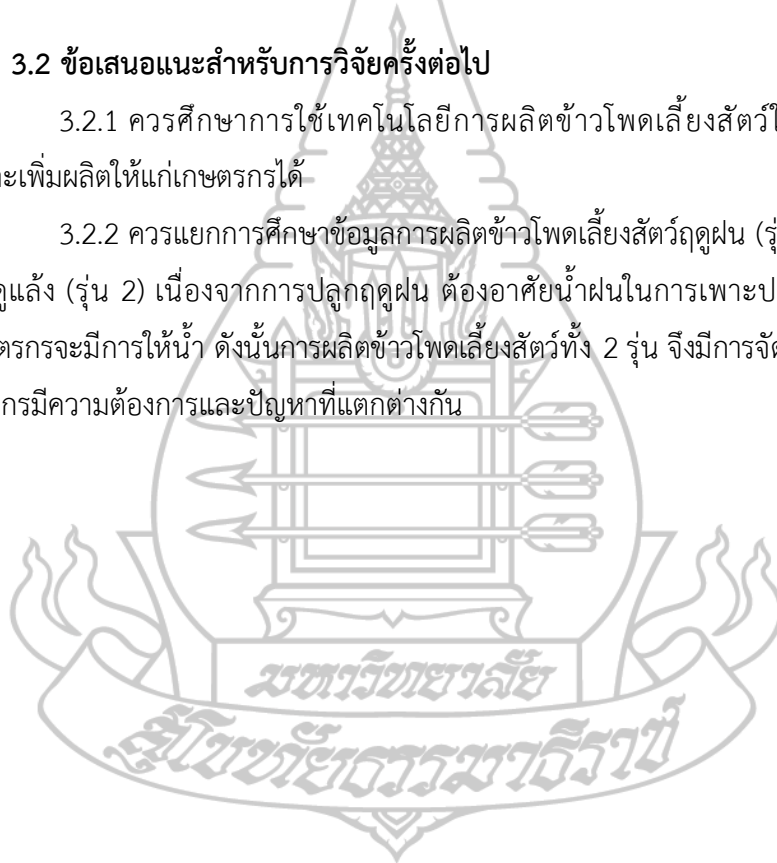 3.2 ข้อเสนอแนะสำหรับการวิจัยครั้งต่อไป
3.2.1 ควรศึกษาการใช้เทคโนโลยีการผลิตข้าวโพดเลี้ยงสัตว์ใ
ะเพิ่มผลิตให้แก่เกษตรกรได้
3.2.2 ควรแยกการศึกษาข้อมูลการผลิตข้าวโพดเลี้ยงสัตว์ฤดูฝน (รุ่
ูแล้ง (รุ่น 2) เนื่องจากการปลูกฤดูฝน ต้องอาศัยน้ำฝนในการเพาะป
ตรกรจะมีการให้น้ำ ดังนั้นการผลิตข้าวโพดเลี้ยงสัตว์ทั้ง 2 รุ่น จึงมีการจัด
กรมีความต้องการและปัญหาที่แตกต่างกัน
มหาวิทยาลัย
สุโขทัยธรรมาธิราช